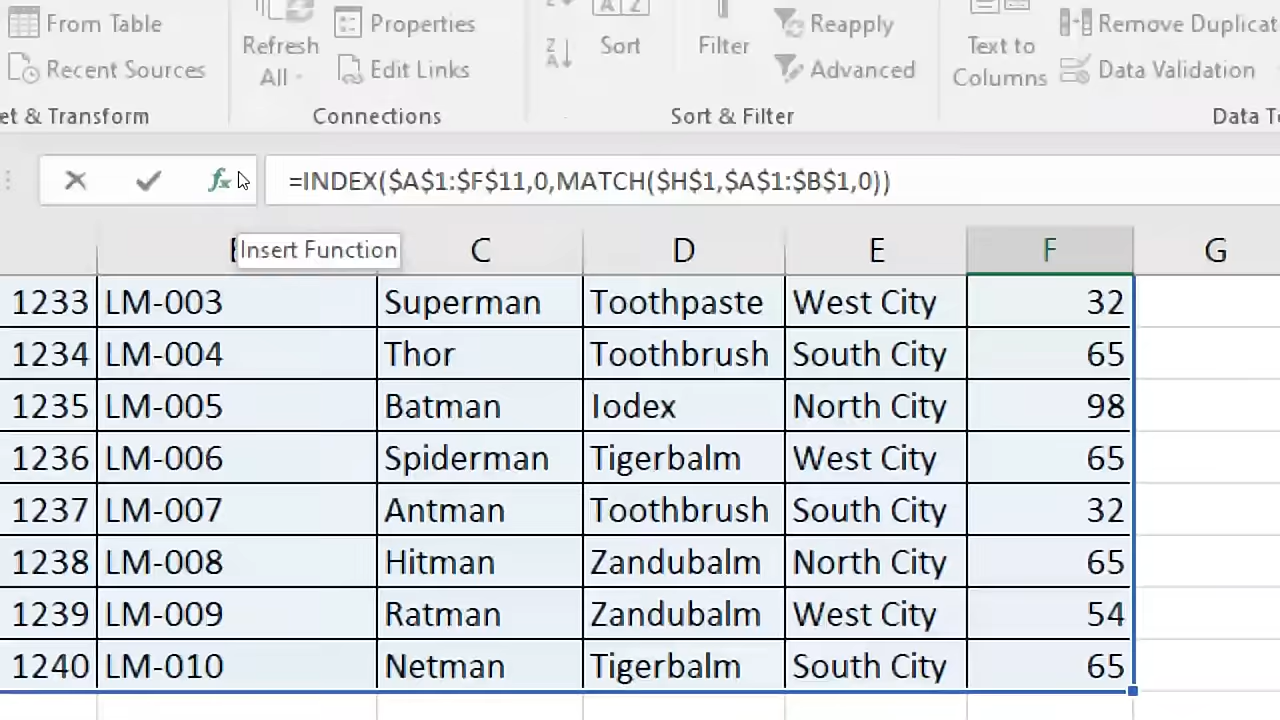 From Table
Properties
Refresh
All
Sort
Filter
Reapply
Text to
Columns
Remove Duplicat
Recent Sources
Edit Links
Z
A
Advanced
Data Validation
et & Transform
Connections
Sort & Filter
Data T
fx
=INDEX($A$1:$F$11,0,MATCH($H$1,$A$1:$B$1,0))
Insert Function
C D E F G
1233 LM-003 Superman Toothpaste West City 32
1234 LM-004 Thor Toothbrush South City 65
1235 LM-005 Batman Iodex North City 98
1236 LM-006 Spiderman Tigerbalm West City 65
1237 LM-007 Antman Toothbrush South City 32
1238 LM-008 Hitman Zandubalm North City 65
1239 LM-009 Ratman Zandubalm West City 54
1240 LM-010 Netman Tigerbalm South City 65